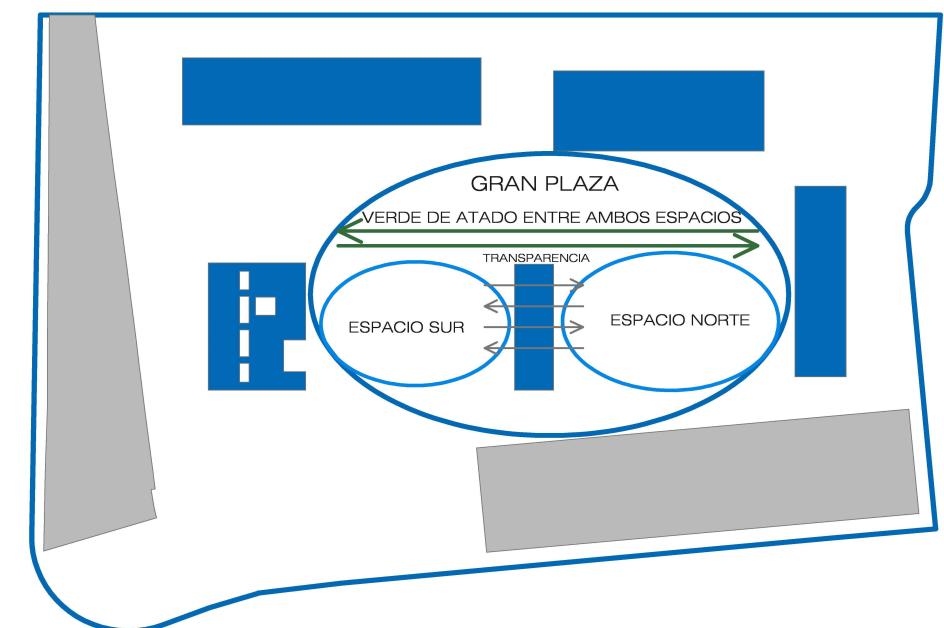 GRAN PLAZA
VERDE DE ATADO ENTRE AMBOS ESPACIOS
TRANSPARENCIA
ESPACIO SUR
ESPACIO NORTE